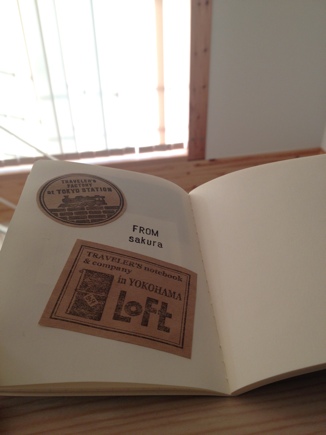 TRAVELER'S
FACTORY
at TOKYO STATION
FROM
sakura
TRAVELER'S notebook
& company
in YOKOHAMA
LOFT